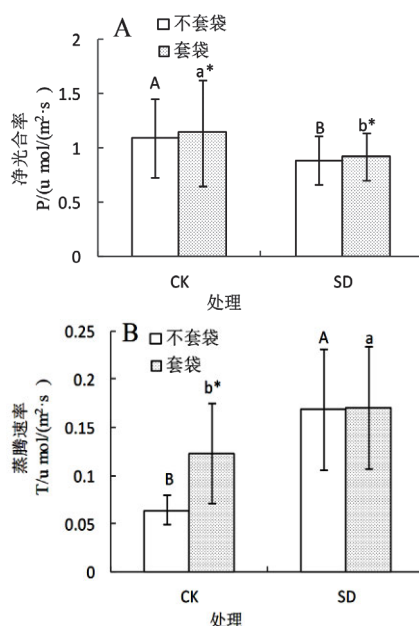 A
不套袋
套袋
净光合率
P/(u mol/(m²·s)
2
1.5
1
0.5
0
A
a*
B
b*
CK
SD
处理
B
不套袋
套袋
蒸腾速率
T/u mol/(m²·s)
0.25
0.2
0.15
0.1
0.05
0
B
b*
A
a
CK
SD
处理